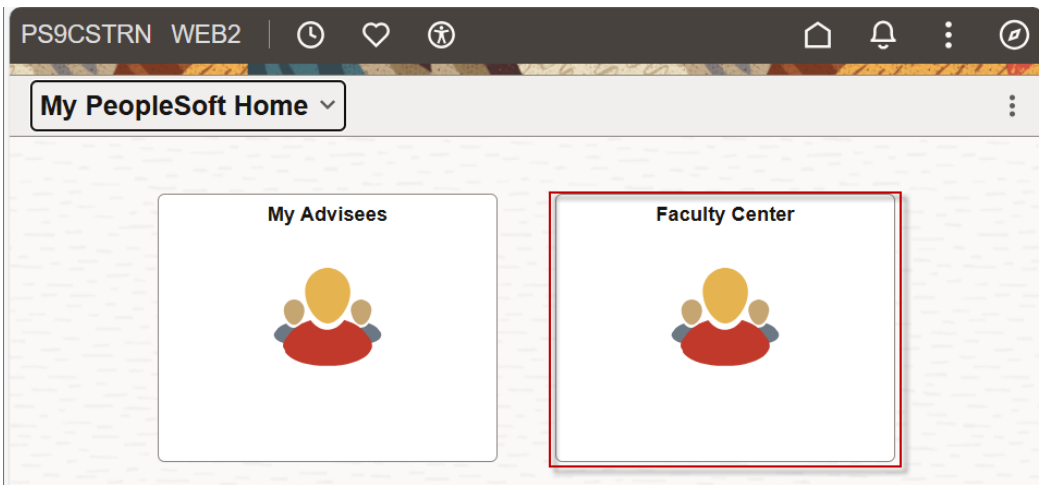 PS9CSTRN WEB2
My PeopleSoft Home
My Advisees
Faculty Center